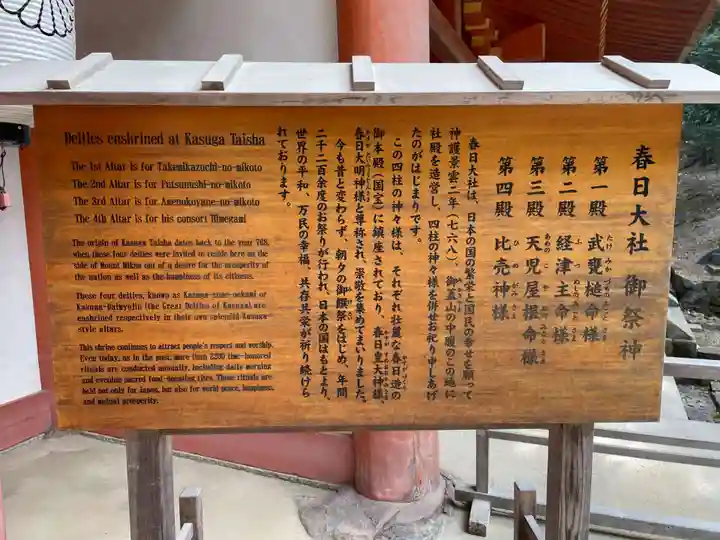 春日大社 御祭神
第一殿 武甕槌命様
第二殿 経津主命様
第三殿 天児屋根命様
第四殿 比売神様
春日大社は、日本の国の繁栄と国民の幸せを願って
神護景雲二年(七六八)、御蓋山の中腹のこの地に
社殿を造営し、四柱の神々様を併せお祀り申しあげ
たのがはじまりです。
この四柱の神々様は、それぞれ壮麗な春日造の
御本殿(国宝)に鎮座されており、春日皇大神様、
春日大明神様と尊称され、崇敬を集めてまいりました。
今も昔と変わらず、朝夕の御饌祭をはじめ、年間
二千二百余度のお祭りが行われ、日本の国はもとより、
世界の平和、万民の幸福、共存共栄が祈り続けら
れております。
Deities enshrined at Kasuga Taisha
The 1st Altar is for Takemikazuchi-no-mikoto
The 2nd Altar is for Futsunushi-no-mikoto
The 3rd Altar is for Amenokoyane-no-mikoto
The 4th Altar is for his consort Himegami
The origin of Kasuga Taisha dates back to the year 768,
when these four deities were invited to reside here on the
side of Mount Mikasa out of a desire for the prosperity of
the nation as well as the happiness of its citizens.
These four deities, known as Kasuga-sume-ookami or
Kasuga-Daimyojin (the Great Deities of Kasuga) are
enshrined respectively in their own splendid Kasuga-
style altars.
This shrine continues to attract people's respect and worship.
Even today, as in the past, more than 2200 time-honored
rituals are conducted annually, including daily morning
and evening sacred food-honoring rites. These rituals are
held not only for Japan, but also for world peace, happiness,
and mutual prosperity.